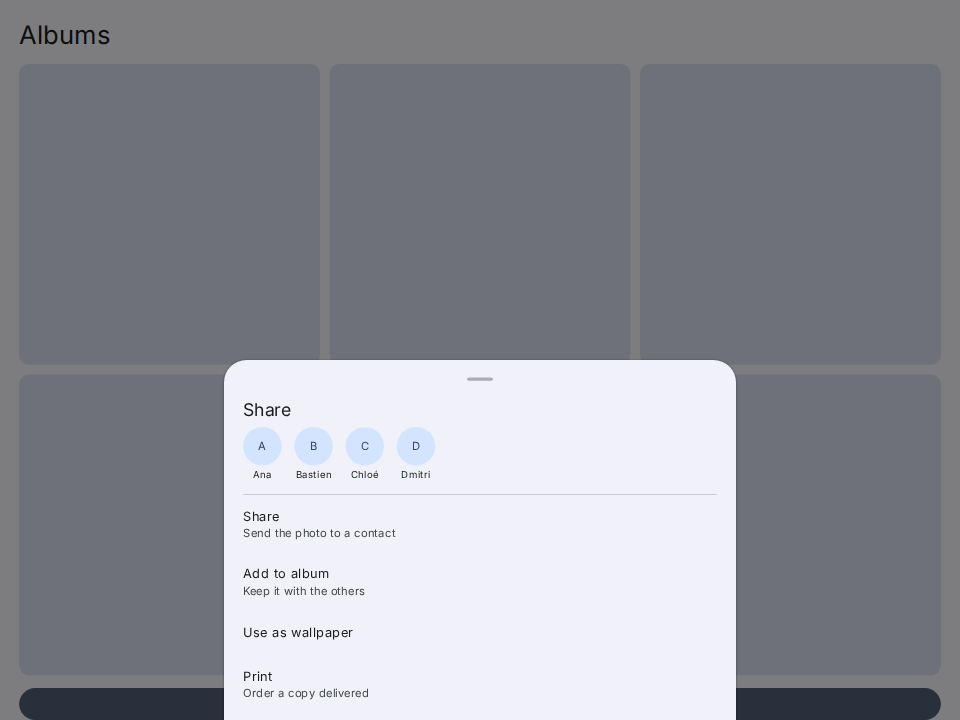 Albums
Share
A B C D
Ana Bastien Chloé Dmitri
Share
Send the photo to a contact
Add to album
Keep it with the others
Use as wallpaper
Print
Order a copy delivered